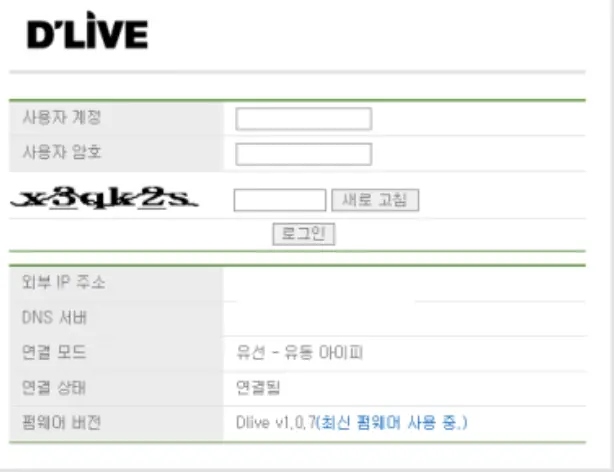 D'LIVE
사용자 계정
사용자 암호
x3qk2s 새로 고침
로그인
외부 IP 주소
DNS 서버
연결 모드 유선 - 유동 아이피
연결 상태 연결됨
펌웨어 버전 Dlive v1.0.7(최신 펌웨어 사용 중.)